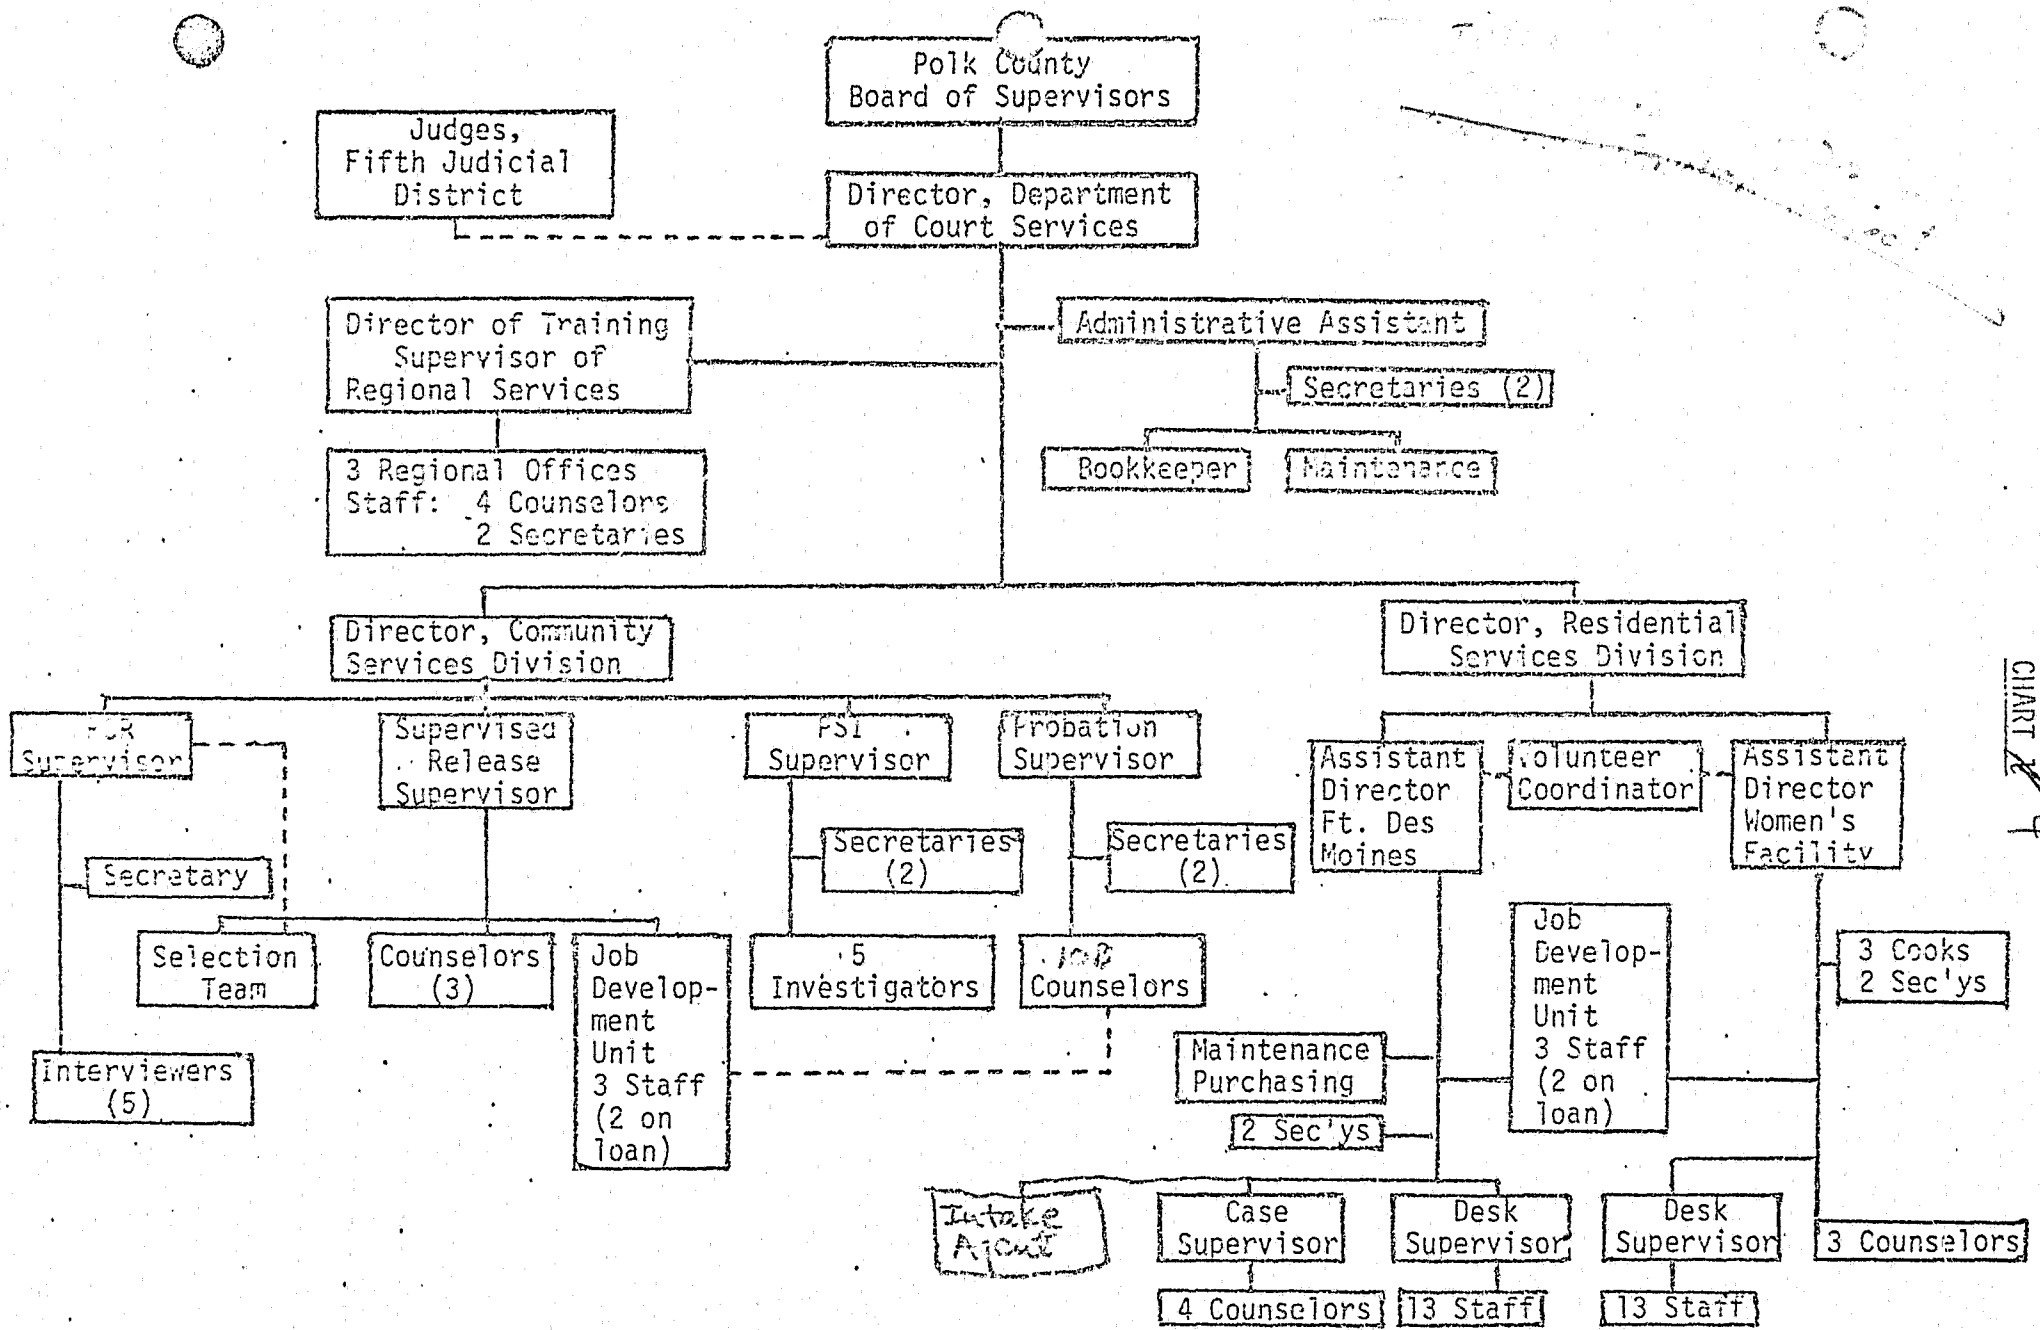 Polk County
Board of Supervisors
Judges,
Fifth Judicial
District
Director, Department
of Court Services
Director of Training
Supervisor of
Regional Services
Administrative Assistant
Secretaries (2)
Bookkeeper
Maintenance
3 Regional Offices
Staff: 4 Counselors
2 Secretaries
Director, Community
Services Division
Director, Residential
Services Division
CHART
Supervisor
Supervised
Release
Supervisor
PSI
Supervisor
Probation
Supervisor
Assistant
Director
Ft. Des
Moines
Volunteer
Coordinator
Assistant
Director
Women's
Facility
Secretary
Secretaries
(2)
Secretaries
(2)
Selection
Team
Counselors
(3)
Job
Develop-
ment
Unit
3 Staff
(2 on
loan)
5
Investigators
Counselors
Job
Develop-
ment
Unit
3 Staff
(2 on
loan)
3 Cooks
2 Sec'ys
Interviewers
(5)
Maintenance
Purchasing
2 Sec'ys
Intake
Agent
Case
Supervisor
Desk
Supervisor
Desk
Supervisor
3 Counselors
4 Counselors
13 Staff
13 Staff